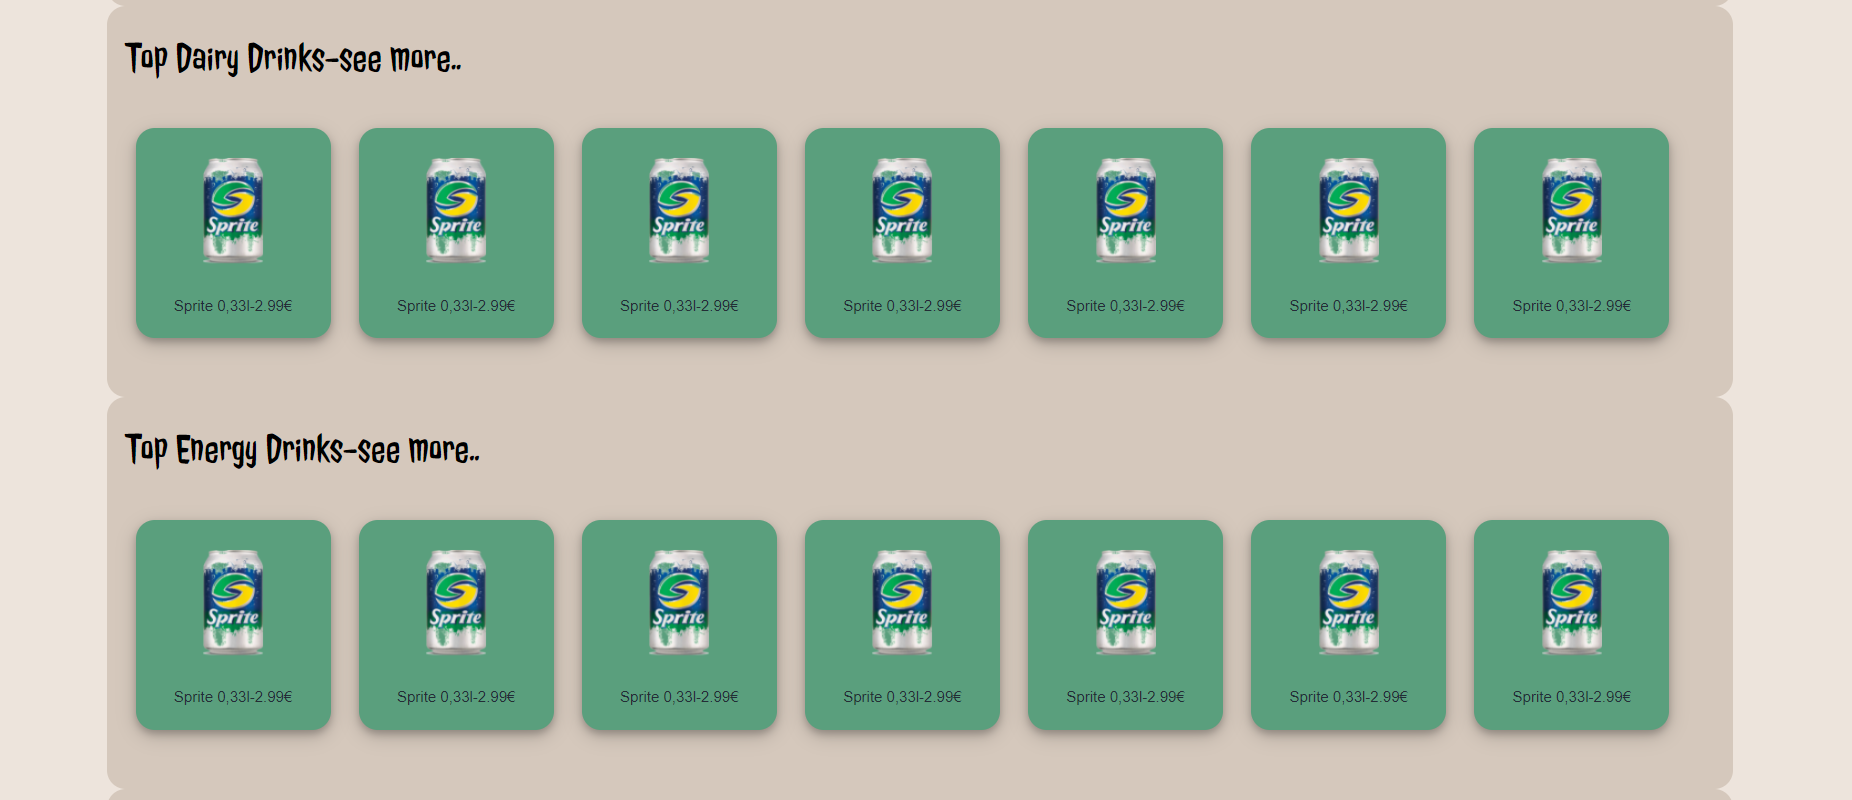 Top Dairy Drinks-see more..
Sprite Sprite Sprite Sprite Sprite Sprite Sprite
Sprite 0,33l-2.99€ Sprite 0,33l-2.99€ Sprite 0,33l-2.99€ Sprite 0,33l-2.99€ Sprite 0,33l-2.99€ Sprite 0,33l-2.99€ Sprite 0,33l-2.99€
Top Energy Drinks-see more..
Sprite Sprite Sprite Sprite Sprite Sprite Sprite
Sprite 0,33l-2.99€ Sprite 0,33l-2.99€ Sprite 0,33l-2.99€ Sprite 0,33l-2.99€ Sprite 0,33l-2.99€ Sprite 0,33l-2.99€ Sprite 0,33l-2.99€